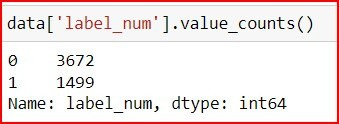 data['label_num'].value_counts()
0    3672
1    1499
Name: label_num, dtype: int64